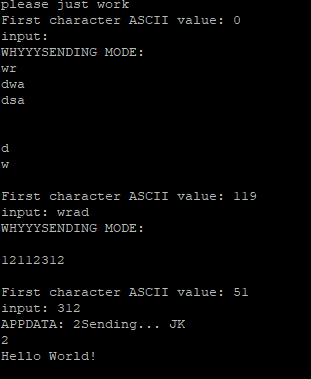 please just work
First character ASCII value: 0
input:
WHYYYSENDING MODE:
wr
dwa
dsa
d
w
First character ASCII value: 119
input: wrad
WHYYYSENDING MODE:
12112312
First character ASCII value: 51
input: 312
APPDATA: 2Sending... JK
2
Hello World!